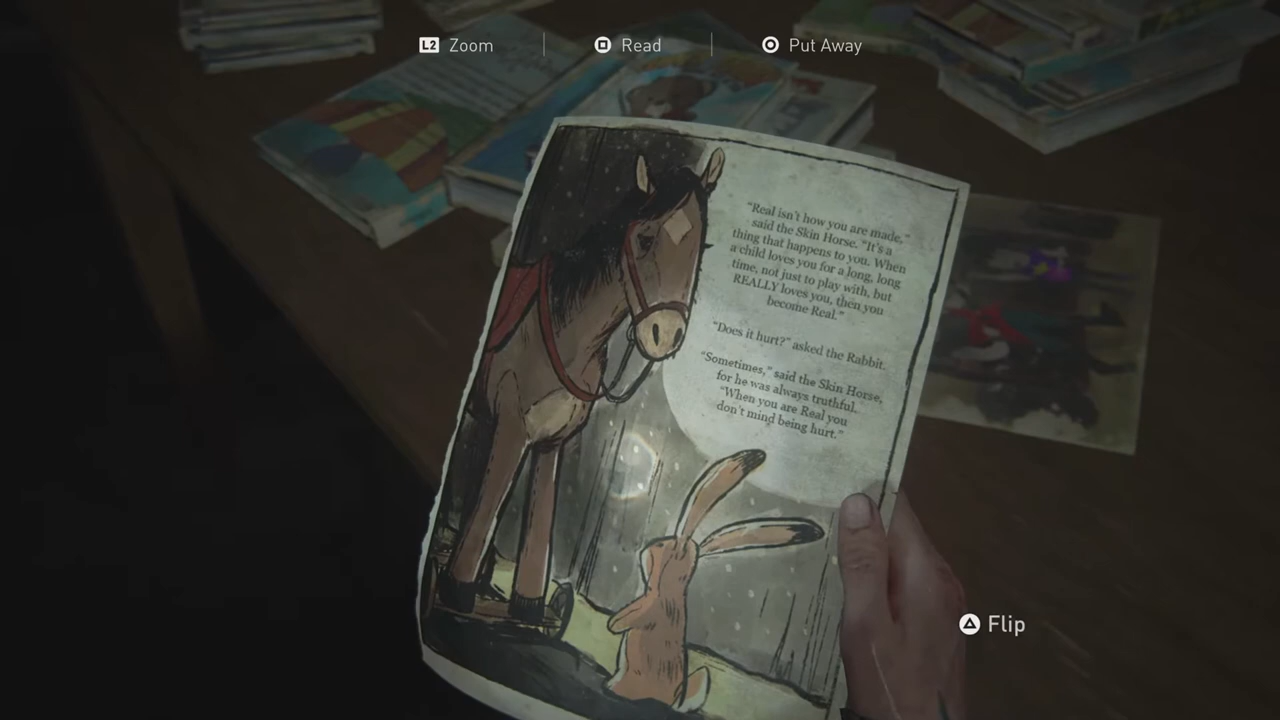 L2 Zoom
Read
Put Away
"Real isn't how you are made,"
said the Skin Horse. "It's a
thing that happens to you. When
a child loves you for a long, long
time, not just to play with, but
REALLY loves you, then you
become Real."
"Does it hurt?" asked the Rabbit.
"Sometimes," said the Skin Horse,
for he was always truthful.
"When you are Real you
don't mind being hurt."
Flip